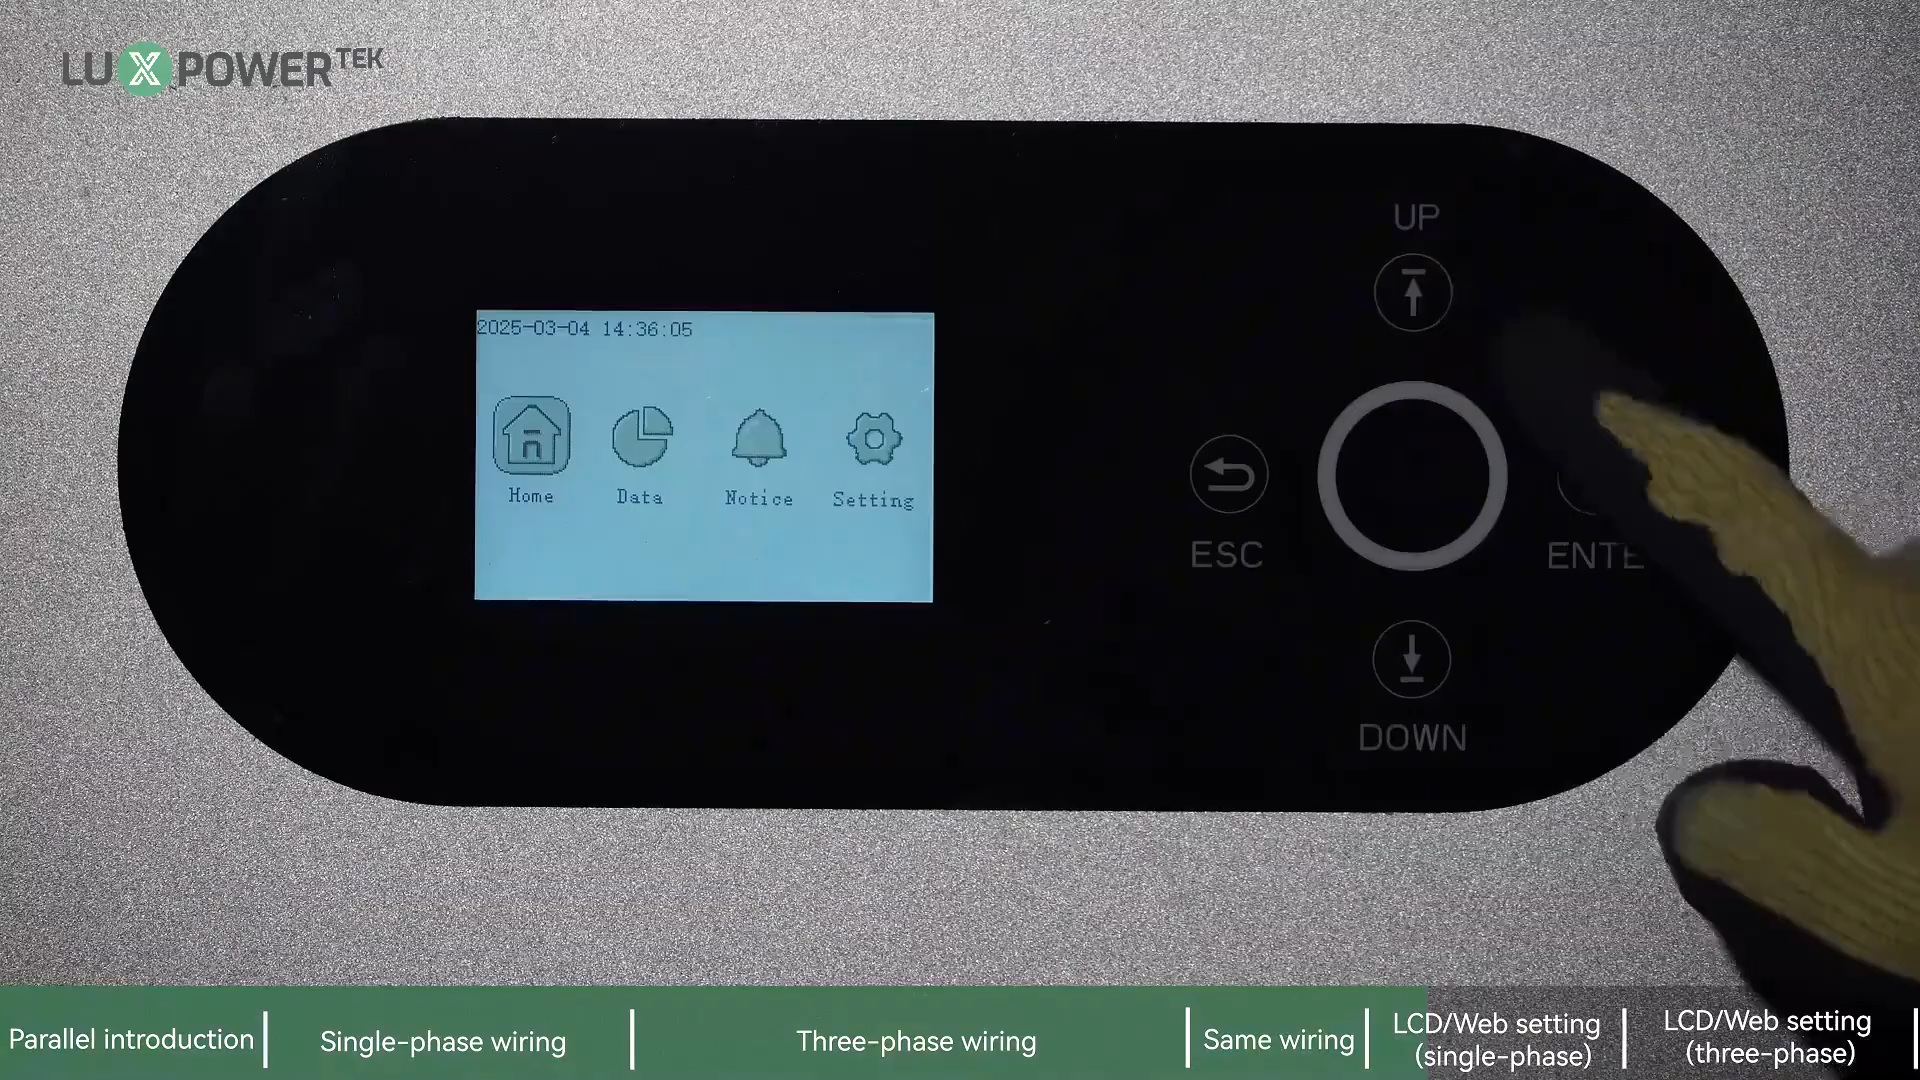 LUXPOWERTEK
UP
2025-03-04 14:36:05
Home Data Notice Setting
ESC
ENTE
DOWN
Parallel introduction
Single-phase wiring
Three-phase wiring
Same wiring
LCD/Web setting
(single-phase)
LCD/Web setting
(three-phase)